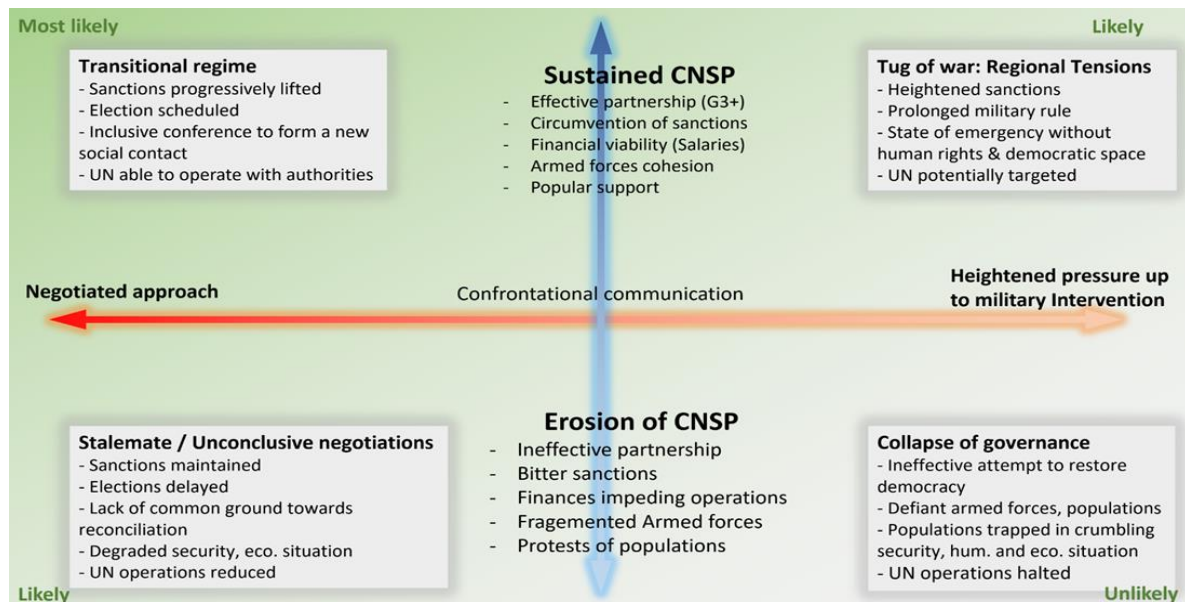 Most likely
Likely
Transitional regime
- Sanctions progressively lifted
- Election scheduled
- Inclusive conference to form a new
social contact
- UN able to operate with authorities
Sustained CNSP
- Effective partnership (G3+)
- Circumvention of sanctions
- Financial viability (Salaries)
- Armed forces cohesion
- Popular support
Tug of war: Regional Tensions
- Heightened sanctions
- Prolonged military rule
- State of emergency without
human rights & democratic space
- UN potentially targeted
Negotiated approach
Confrontational communication
Heightened pressure up
to military Intervention
Stalemate / Unconclusive negotiations
- Sanctions maintained
- Elections delayed
- Lack of common ground towards
reconciliation
- Degraded security, eco. situation
- UN operations reduced
Erosion of CNSP
- Ineffective partnership
- Bitter sanctions
- Finances impeding operations
- Fragemented Armed forces
- Protests of populations
Collapse of governance
- Ineffective attempt to restore
democracy
- Defiant armed forces, populations
- Populations trapped in crumbling
security, hum. and eco. situation
- UN operations halted
Likely
Unlikely